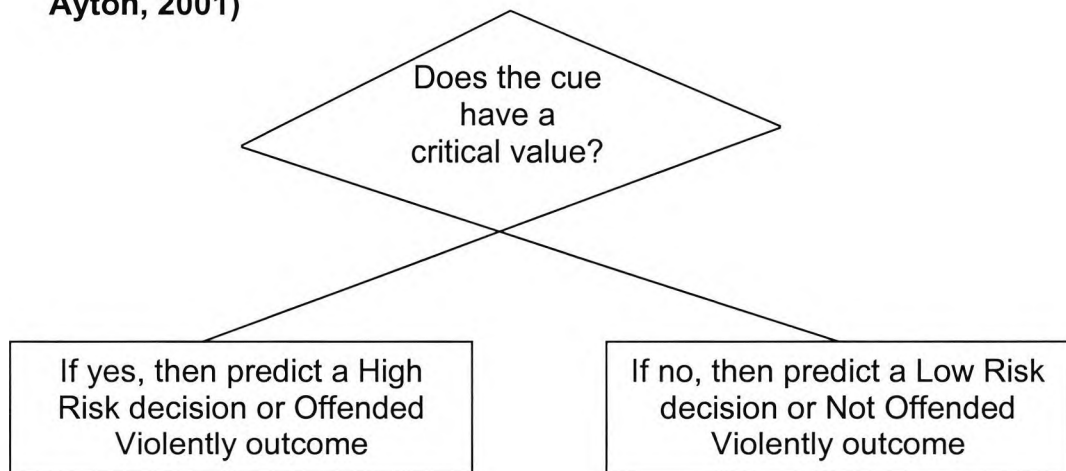 Ayton, 2001)
Does the cue
have a
critical value?
If yes, then predict a High
Risk decision or Offended
Violently outcome
If no, then predict a Low Risk
decision or Not Offended
Violently outcome